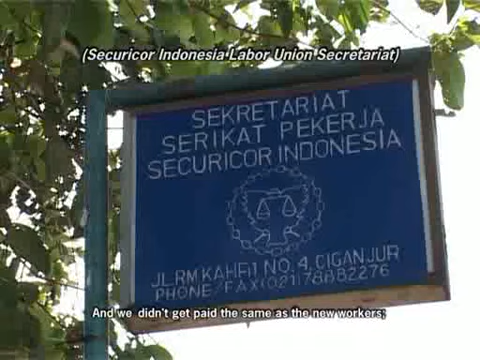 (Securicor Indonesia Labor Union Secretariat)
SEKRETARIAT
SERIKAT PEKERJA
SECURICOR INDONESIA
JL.RM KAHFI 1 NO. 4, CIGANJUR
PHONE/FAX(021)78882276
And we didn't get paid the same as the new workers;